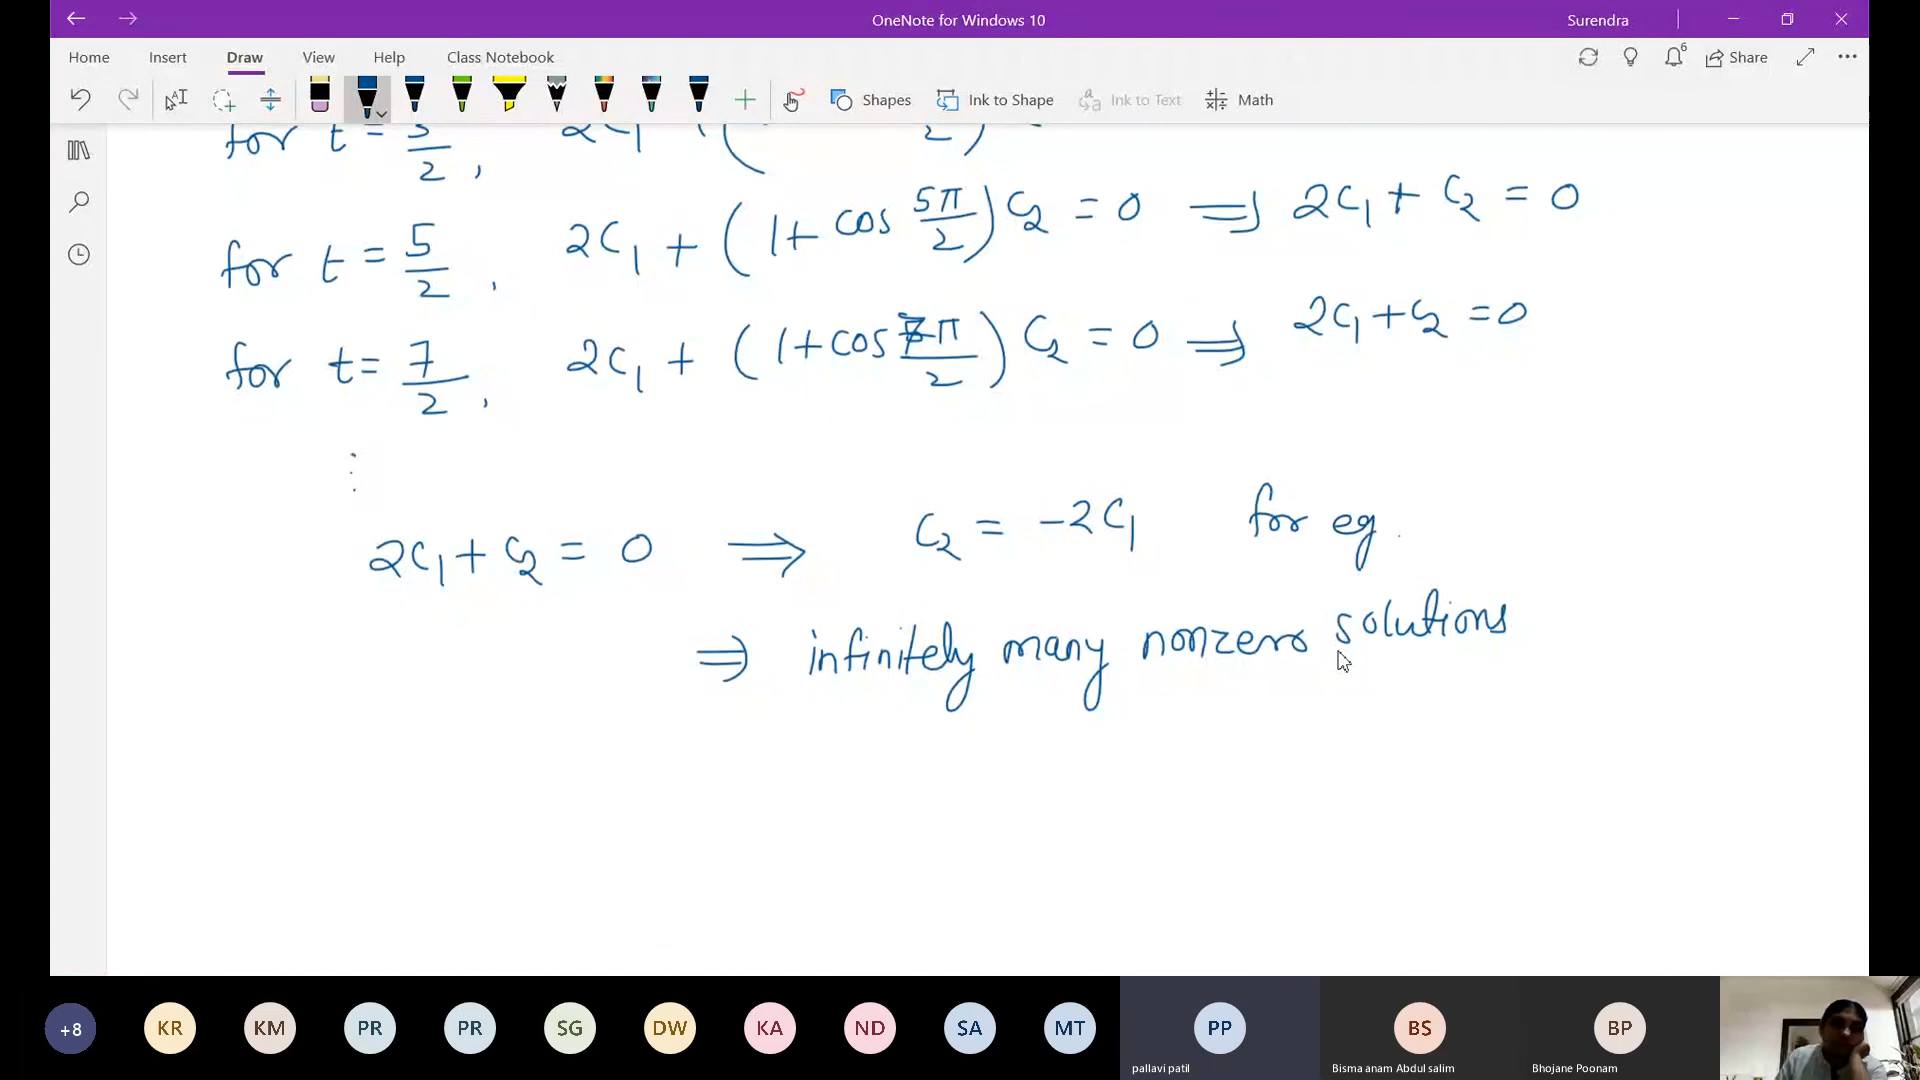 OneNote for Windows 10
Surendra
Home Insert Draw View Help Class Notebook
6
Share
Shapes Ink to Shape Ink to Text Math
for t = 3/2,
for t = 5/2, 2C₁ + (1+ cos 5π/2) C₂ = 0 ⟹ 2C₁ + C₂ = 0
for t = 7/2, 2C₁ + (1+cos 7π/2) C₂ = 0 ⟹ 2C₁+C₂ = 0
⋮
2C₁+C₂ = 0 ⟹ C₂ = -2C₁ for eg.
⟹ infinitely many nonzero solutions
+8 KR KM PR PR SG DW KA ND SA MT PP BS BP
pallavi patil Bisma anam Abdul salim Bhojane Poonam